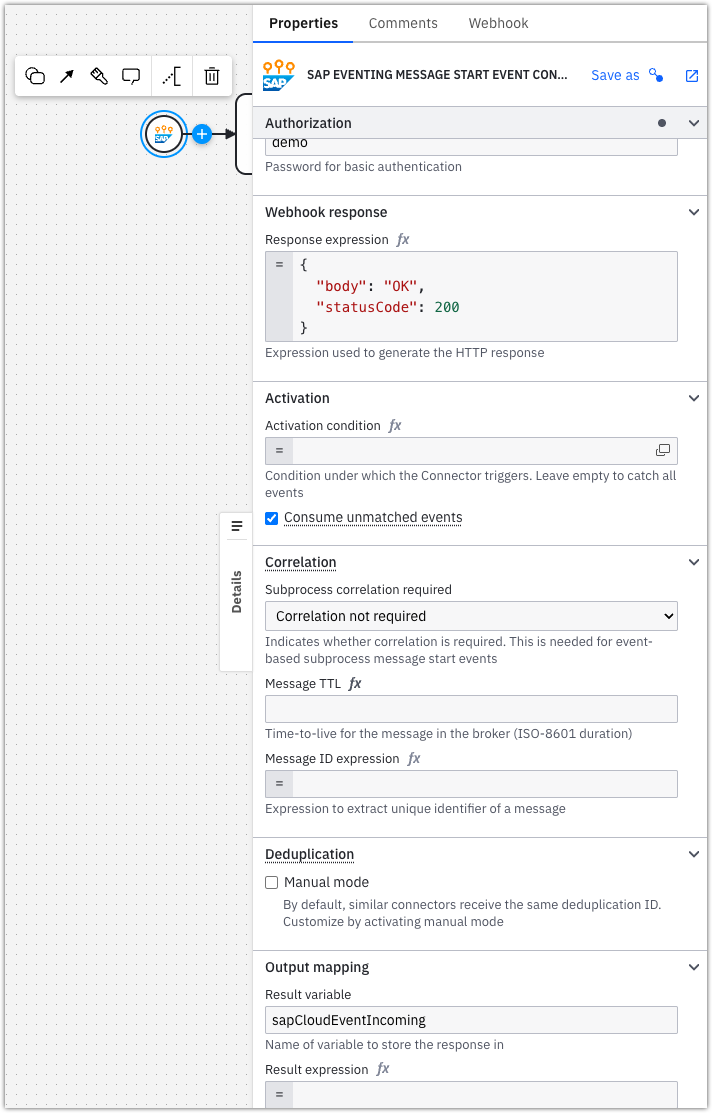 Properties
Comments
Webhook
SAP
SAP EVENTING MESSAGE START EVENT CON...
Save as
Authorization
demo
Password for basic authentication
Webhook response
Response expression fx
= {
"body": "OK",
"statusCode": 200
}
Expression used to generate the HTTP response
Activation
Activation condition fx
=
Condition under which the Connector triggers. Leave empty to catch all
events
Consume unmatched events
Details
Correlation
Subprocess correlation required
Correlation not required
Indicates whether correlation is required. This is needed for event-
based subprocess message start events
Message TTL fx
Time-to-live for the message in the broker (ISO-8601 duration)
Message ID expression fx
=
Expression to extract unique identifier of a message
Deduplication
Manual mode
By default, similar connectors receive the same deduplication ID.
Customize by activating manual mode
Output mapping
Result variable
sapCloudEventIncoming
Name of variable to store the response in
Result expression fx
=